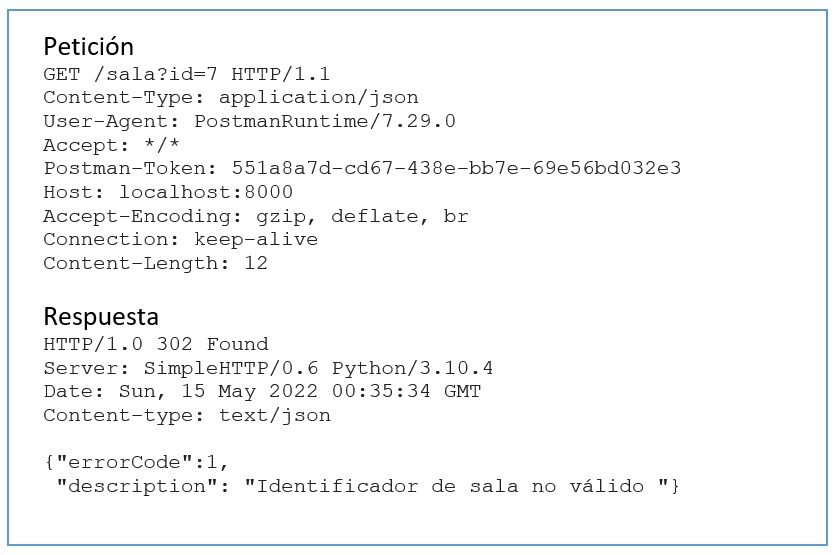 Petición
GET /sala?id=7 HTTP/1.1
Content-Type: application/json
User-Agent: PostmanRuntime/7.29.0
Accept: */*
Postman-Token: 551a8a7d-cd67-438e-bb7e-69e56bd032e3
Host: localhost:8000
Accept-Encoding: gzip, deflate, br
Connection: keep-alive
Content-Length: 12
Respuesta
HTTP/1.0 302 Found
Server: SimpleHTTP/0.6 Python/3.10.4
Date: Sun, 15 May 2022 00:35:34 GMT
Content-type: text/json
{"errorCode":1,
"description": "Identificador de sala no válido "}